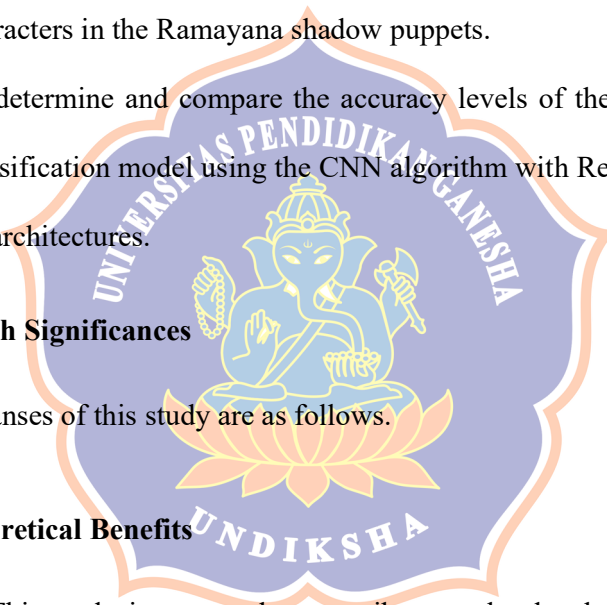 racters in the Ramayana shadow puppets.
determine and compare the accuracy levels of the
sification model using the CNN algorithm with Re
architectures.
h Significances
nses of this study are as follows.
retical Benefits
UNIVERSITAS PENDIDIKAN GANESHA
UNDIKSHA